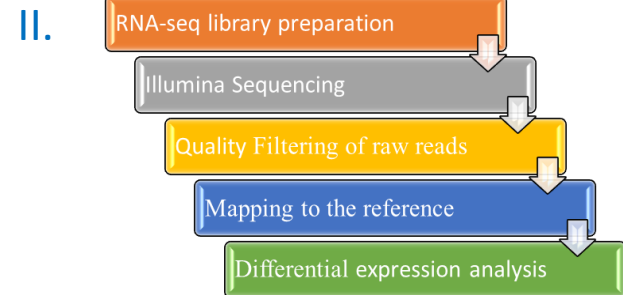 II.
RNA-seq library preparation
Illumina Sequencing
Quality Filtering of raw reads
Mapping to the reference
Differential expression analysis